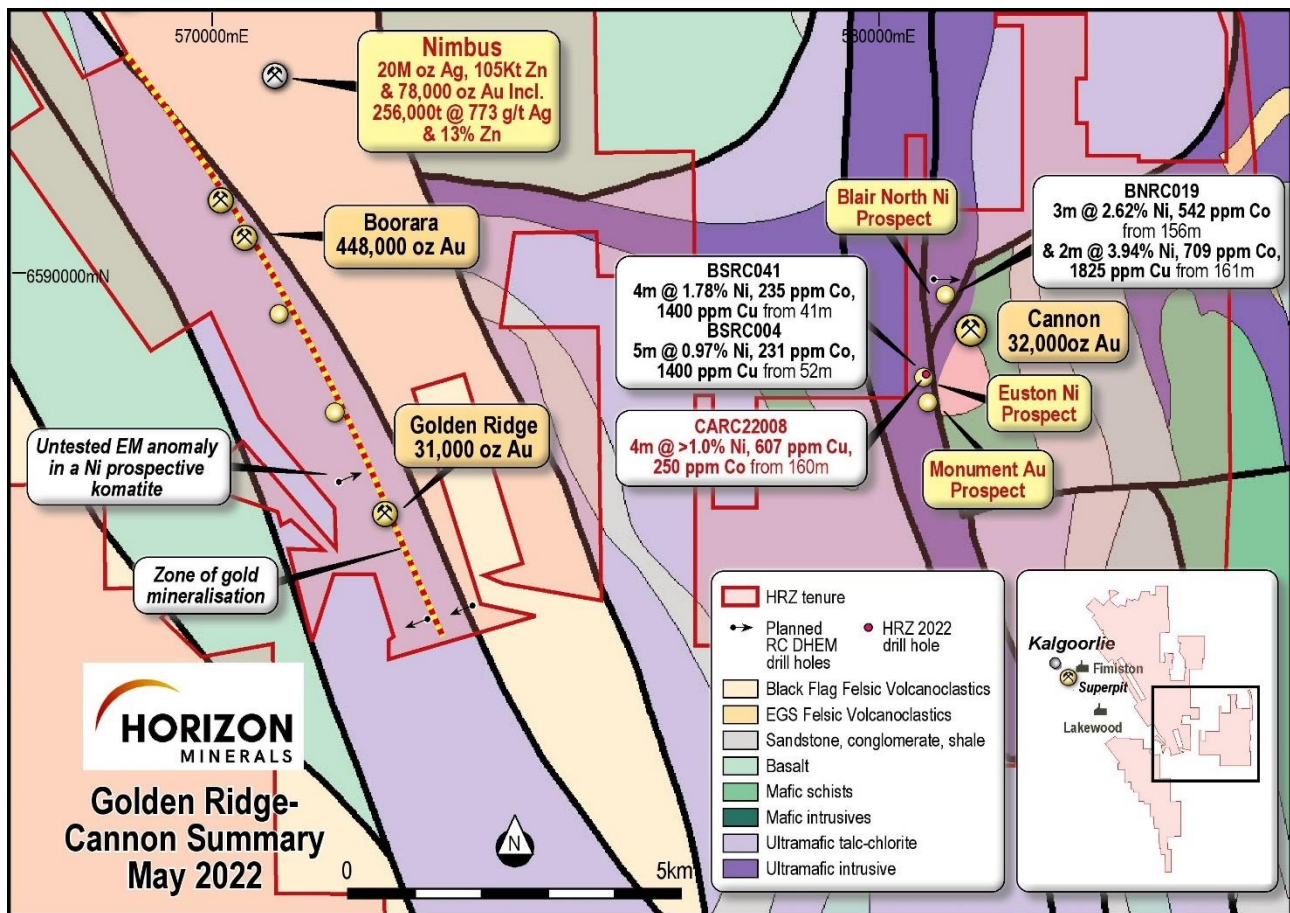 570000mE
580000mE
6590000mN
Nimbus
20M oz Ag, 105Kt Zn
& 78,000 oz Au Incl.
256,000t @ 773 g/t Ag
& 13% Zn
Boorara
448,000 oz Au
Blair North Ni
Prospect
BNRC019
3m @ 2.62% Ni, 542 ppm Co
from 156m
& 2m @ 3.94% Ni, 709 ppm Co,
1825 ppm Cu from 161m
BSRC041
4m @ 1.78% Ni, 235 ppm Co,
1400 ppm Cu from 41m
BSRC004
5m @ 0.97% Ni, 231 ppm Co,
1400 ppm Cu from 52m
Cannon
32,000oz Au
Euston Ni
Prospect
CARC22008
4m @ >1.0% Ni, 607 ppm Cu,
250 ppm Co from 160m
Monument Au
Prospect
Golden Ridge
31,000 oz Au
Untested EM anomaly
in a Ni prospective
komatite
Zone of gold
mineralisation
HORIZON
MINERALS
Golden Ridge-
Cannon Summary
May 2022
N
0
5km
HRZ tenure
Planned
RC DHEM
drill holes
HRZ 2022
drill hole
Black Flag Felsic Volcanoclastics
EGS Felsic Volcanoclastics
Sandstone, conglomerate, shale
Basalt
Mafic schists
Mafic intrusives
Ultramafic talc-chlorite
Ultramafic intrusive
Kalgoorlie
Fimiston
Superpit
Lakewood